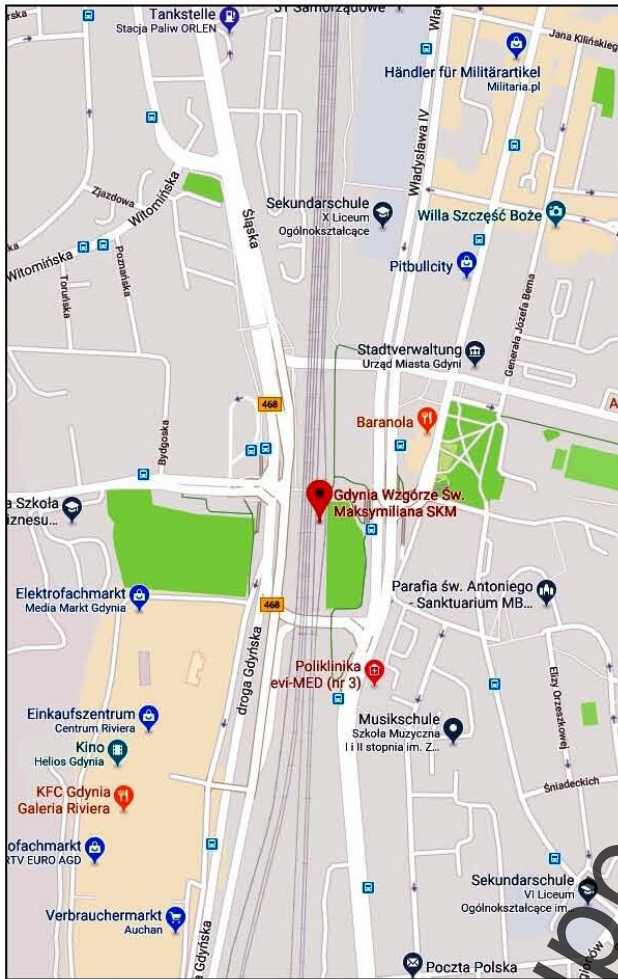 Tankstelle
Stacja Paliw ORLEN
Samorządowe
Jana Kilińskiego
Händler für Militärartikel
Militaria.pl
Władysława IV
Witomińska
Zjazdowa
Śląska
Sekundarschule
X Liceum
Ogólnokształcące
Willa Szczęść Boże
Witomińska
Poznańska
Toruńska
Pitbullcity
Generała Józefa Bema
Stadtverwaltung
Urząd Miasta Gdyni
468
Baranola
Bydgoska
Gdynia Wzgórze Św.
Maksymiliana SKM
a Szkoła
iznesu...
Elektrofachmarkt
Media Markt Gdynia
468
Parafia św. Antoniego
- Sanktuarium MB...
droga Gdyńska
Poliklinika
evi-MED (nr 3)
Elizy Orzeszkowej
Einkaufszentrum
Centrum Riviera
Musikschule
Szkoła Muzyczna
I i II stopnia im. Z...
Kino
Helios Gdynia
Śniadeckich
KFC Gdynia
Galeria Riviera
ofachmarkt
RTV EURO AGD
Sekundarschule
VI Liceum
Ogólnokształcące im...
Verbrauchermarkt
Auchan
a Gdyńska
Poczta Polska